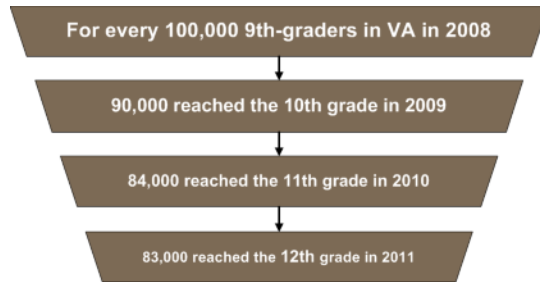 For every 100,000 9th-graders in VA in 2008
90,000 reached the 10th grade in 2009
84,000 reached the 11th grade in 2010
83,000 reached the 12th grade in 2011